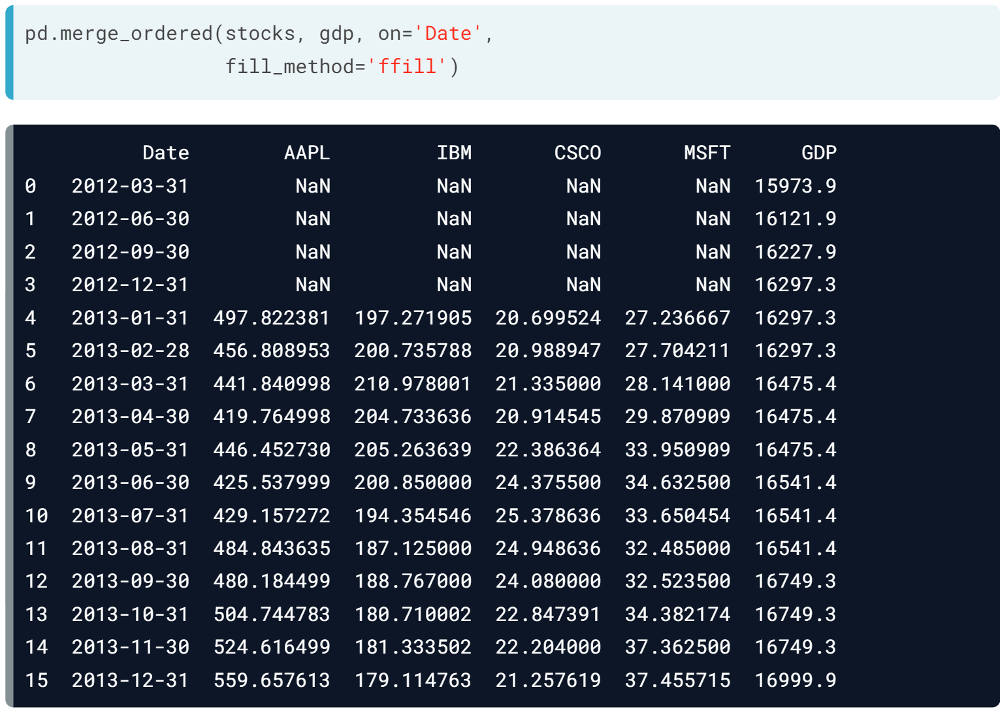 pd.merge_ordered(stocks, gdp, on='Date',
                 fill_method='ffill')
          Date        AAPL         IBM       CSCO       MSFT      GDP
0   2012-03-31         NaN         NaN        NaN        NaN  15973.9
1   2012-06-30         NaN         NaN        NaN        NaN  16121.9
2   2012-09-30         NaN         NaN        NaN        NaN  16227.9
3   2012-12-31         NaN         NaN        NaN        NaN  16297.3
4   2013-01-31  497.822381  197.271905  20.699524  27.236667  16297.3
5   2013-02-28  456.808953  200.735788  20.988947  27.704211  16297.3
6   2013-03-31  441.840998  210.978001  21.335000  28.141000  16475.4
7   2013-04-30  419.764998  204.733636  20.914545  29.870909  16475.4
8   2013-05-31  446.452730  205.263639  22.386364  33.950909  16475.4
9   2013-06-30  425.537999  200.850000  24.375500  34.632500  16541.4
10  2013-07-31  429.157272  194.354546  25.378636  33.650454  16541.4
11  2013-08-31  484.843635  187.125000  24.948636  32.485000  16541.4
12  2013-09-30  480.184499  188.767000  24.080000  32.523500  16749.3
13  2013-10-31  504.744783  180.710002  22.847391  34.382174  16749.3
14  2013-11-30  524.616499  181.333502  22.204000  37.362500  16749.3
15  2013-12-31  559.657613  179.114763  21.257619  37.455715  16999.9